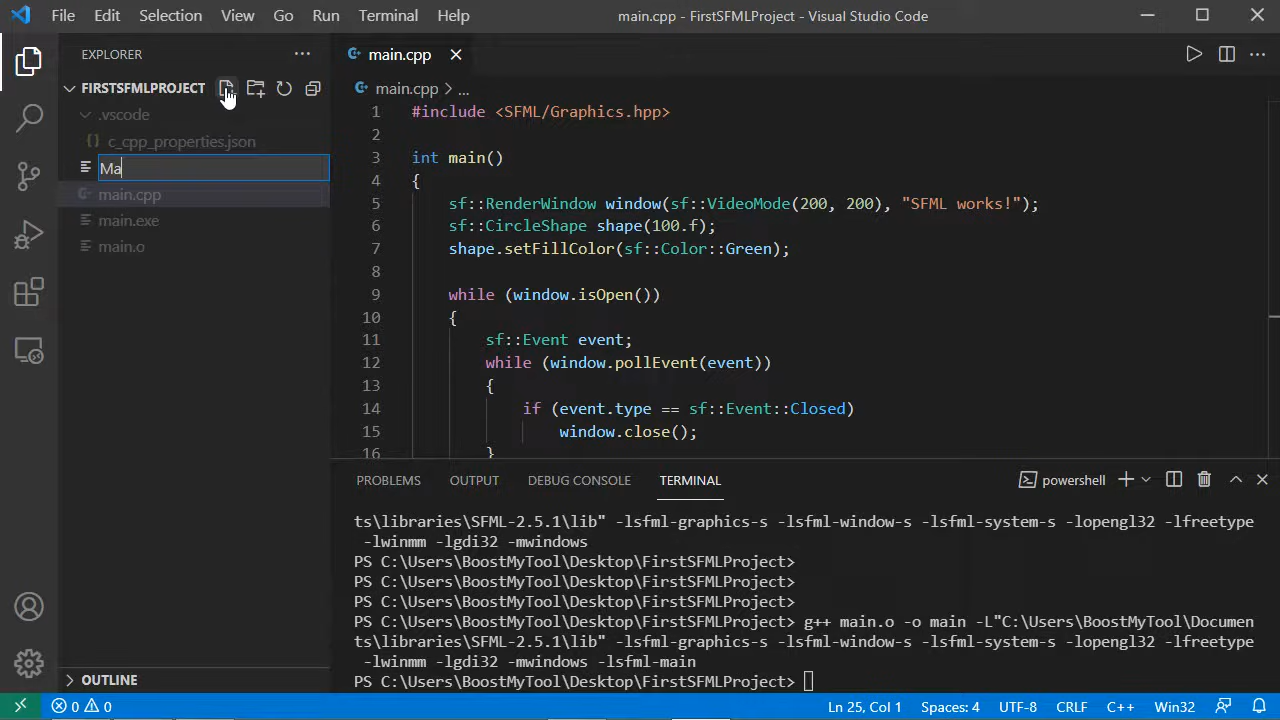 File Edit Selection View Go Run Terminal Help main.cpp - FirstSFMLProject - Visual Studio Code
EXPLORER
FIRSTSFMLPROJECT
.vscode
{} c_cpp_properties.json
Ma
main.cpp
main.exe
main.o
OUTLINE
main.cpp
main.cpp > ...
1 #include <SFML/Graphics.hpp>
2
3 int main()
4 {
5 sf::RenderWindow window(sf::VideoMode(200, 200), "SFML works!");
6 sf::CircleShape shape(100.f);
7 shape.setFillColor(sf::Color::Green);
8
9 while (window.isOpen())
10 {
11 sf::Event event;
12 while (window.pollEvent(event))
13 {
14 if (event.type == sf::Event::Closed)
15 window.close();
16 }
PROBLEMS OUTPUT DEBUG CONSOLE TERMINAL powershell
ts\libraries\SFML-2.5.1\lib" -lsfml-graphics-s -lsfml-window-s -lsfml-system-s -lopengl32 -lfreetype
-lwinmm -lgdi32 -mwindows
PS C:\Users\BoostMyTool\Desktop\FirstSFMLProject>
PS C:\Users\BoostMyTool\Desktop\FirstSFMLProject>
PS C:\Users\BoostMyTool\Desktop\FirstSFMLProject>
PS C:\Users\BoostMyTool\Desktop\FirstSFMLProject> g++ main.o -o main -L"C:\Users\BoostMyTool\Documen
ts\libraries\SFML-2.5.1\lib" -lsfml-graphics-s -lsfml-window-s -lsfml-system-s -lopengl32 -lfreetype
-lwinmm -lgdi32 -mwindows -lsfml-main
PS C:\Users\BoostMyTool\Desktop\FirstSFMLProject>
0 0 Ln 25, Col 1 Spaces: 4 UTF-8 CRLF C++ Win32